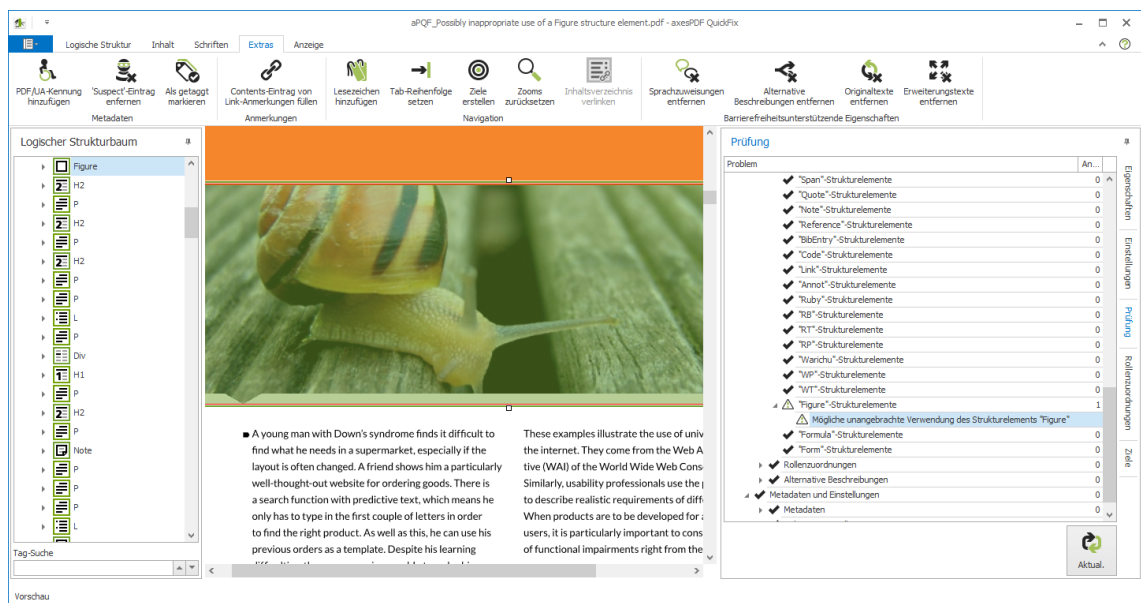 aPQF_Possibly inappropriate use of a Figure structure element.pdf - axesPDF QuickFix
Logische Struktur Inhalt Schriften Extras Anzeige
PDF/UA-Kennung hinzufügen
'Suspect'-Eintrag entfernen
Als getaggt markieren
Metadaten
Contents-Eintrag von Link-Anmerkungen füllen
Anmerkungen
Lesezeichen hinzufügen
Tab-Reihenfolge setzen
Ziele erstellen
Zooms zurücksetzen
Inhaltsverzeichnis verlinken
Navigation
Sprachzuweisungen entfernen
Alternative Beschreibungen entfernen
Originaltexte entfernen
Erweiterungstexte entfernen
Barrierefreiheitsunterstützende Eigenschaften
Logischer Strukturbaum
Figure
2 H2
P
2 H2
P
2 H2
P
P
L
P
Div
1 H1
P
2 H2
P
Note
P
P
P
L
Tag-Suche
Vorschau
A young man with Down's syndrome finds it difficult to
find what he needs in a supermarket, especially if the
layout is often changed. A friend shows him a particularly
well-thought-out website for ordering goods. There is
a search function with predictive text, which means he
only has to type in the first couple of letters in order
to find the right product. As well as this, he can use his
previous orders as a template. Despite his learning
These examples illustrate the use of univ
the internet. They come from the Web A
tive (WAI) of the World Wide Web Cons
Similarly, usability professionals use the p
to describe realistic requirements of diff
When products are to be developed for a
users, it is particularly important to cons
of functional impairments right from the
Prüfung
Problem An...
"Span"-Strukturelemente 0
"Quote"-Strukturelemente 0
"Note"-Strukturelemente 0
"Reference"-Strukturelemente 0
"BibEntry"-Strukturelemente 0
"Code"-Strukturelemente 0
"Link"-Strukturelemente 0
"Annot"-Strukturelemente 0
"Ruby"-Strukturelemente 0
"RB"-Strukturelemente 0
"RT"-Strukturelemente 0
"RP"-Strukturelemente 0
"Warichu"-Strukturelemente 0
"WP"-Strukturelemente 0
"WT"-Strukturelemente 0
"Figure"-Strukturelemente 1
Mögliche unangebrachte Verwendung des Strukturelements "Figure"
"Formula"-Strukturelemente 0
"Form"-Strukturelemente 0
Rollenzuordnungen 0
Alternative Beschreibungen 0
Metadaten und Einstellungen 0
Metadaten 0
Aktual.
Eigenschaften
Einstellungen
Prüfung
Rollenzuordnungen
Ziele